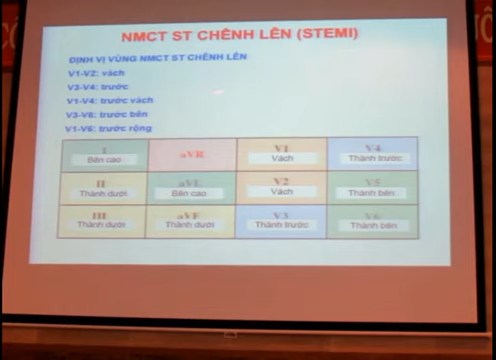 NMCT ST CHÊNH LÊN (STEMI)
ĐỊNH VỊ VÙNG NMCT ST CHÊNH LÊN
V1-V2: vách
V3-V4: trước
V1-V4: trước vách
V3-V6: trước bên
V1-V6: trước rộng
I aVR V1 V4
Bên cao Vách Thành trước
II aVL V2 V5
Thành dưới Bên cao Vách Thành bên
III aVF V3 V6
Thành dưới Thành dưới Thành trước Thành bên